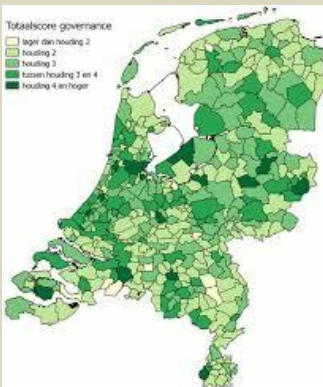 Totaalscore governance
lager dan houding 2
houding 2
houding 3
tussen houding 3 en 4
houding 4 en hoger